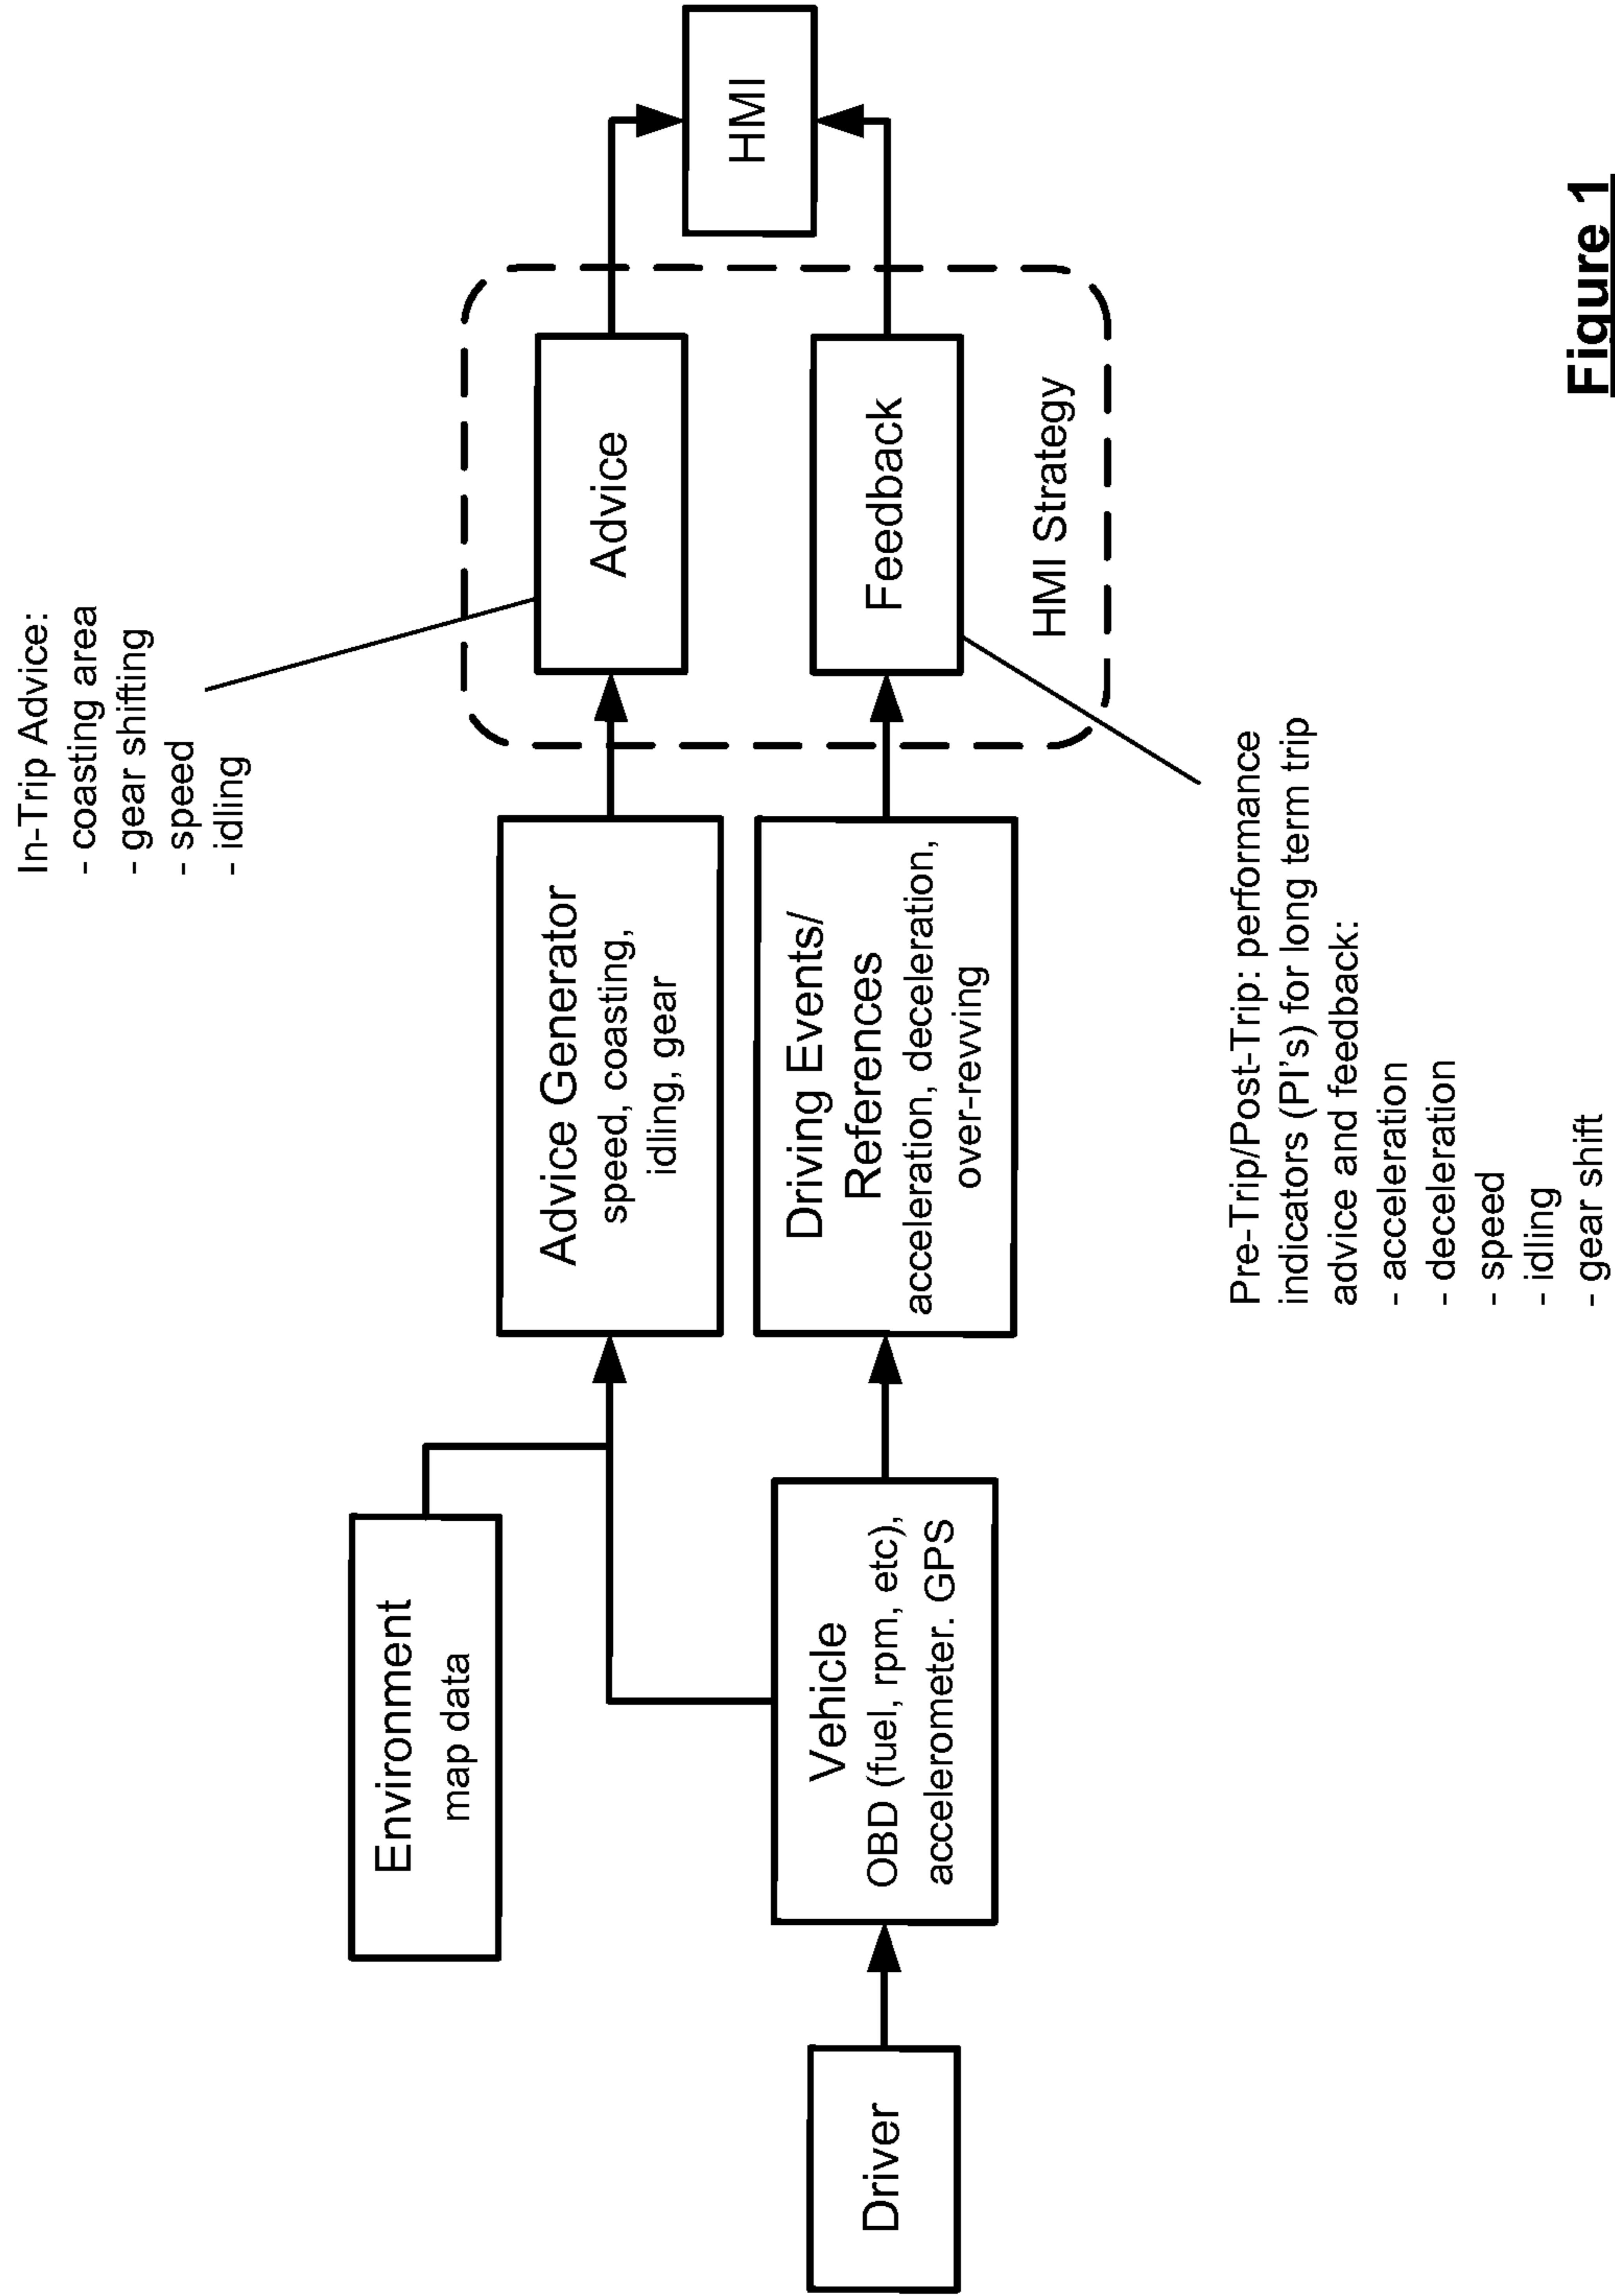 In-Trip Advice:
- coasting area
- gear shifting
- speed
- idling
Environment
map data
Advice Generator
speed, coasting,
idling, gear
Advice
HMI
Driver
Vehicle
OBD (fuel, rpm, etc),
accelerometer. GPS
Driving Events/
References
acceleration, deceleration,
over-revving
Feedback
HMI Strategy
Pre-Trip/Post-Trip: performance
indicators (PI's) for long term trip
advice and feedback:
- acceleration
- deceleration
- speed
- idling
- gear shift
Figure 1